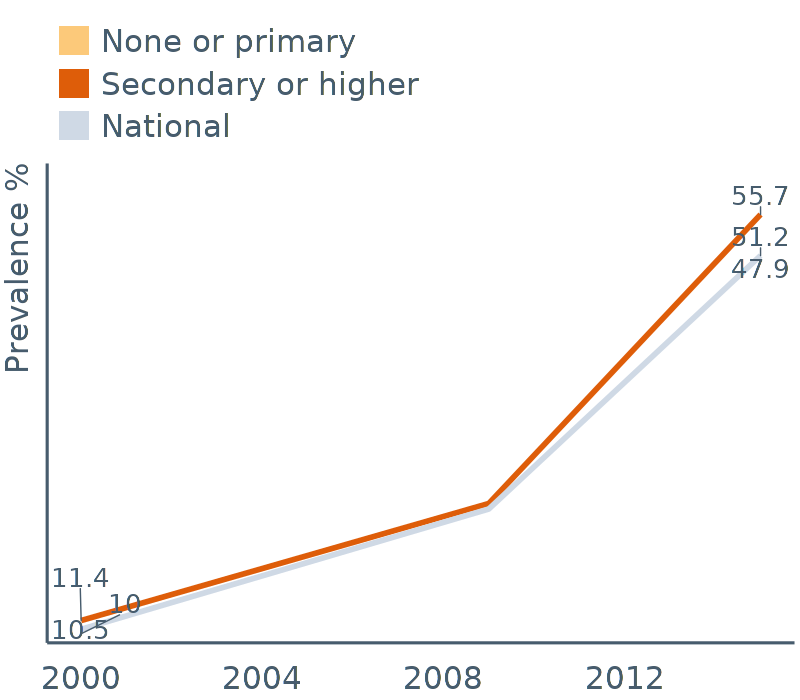 None or primary
Secondary or higher
National
Prevalence %
55.7
51.2
47.9
11.4
10
10.5
2000 2004 2008 2012